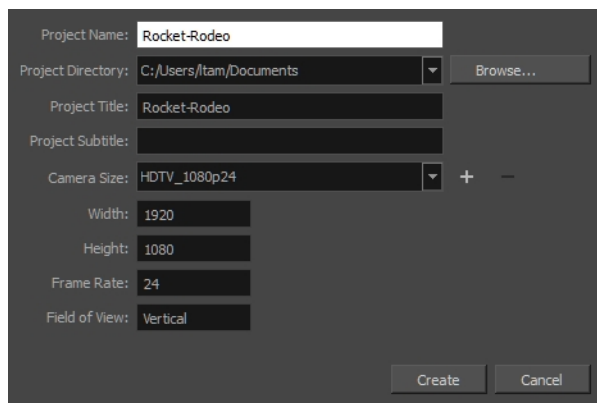 Project Name: Rocket-Rodeo
Project Directory: C:/Users/ltam/Documents Browse...
Project Title: Rocket-Rodeo
Project Subtitle:
Camera Size: HDTV_1080p24 + −
Width: 1920
Height: 1080
Frame Rate: 24
Field of View: Vertical
Create Cancel